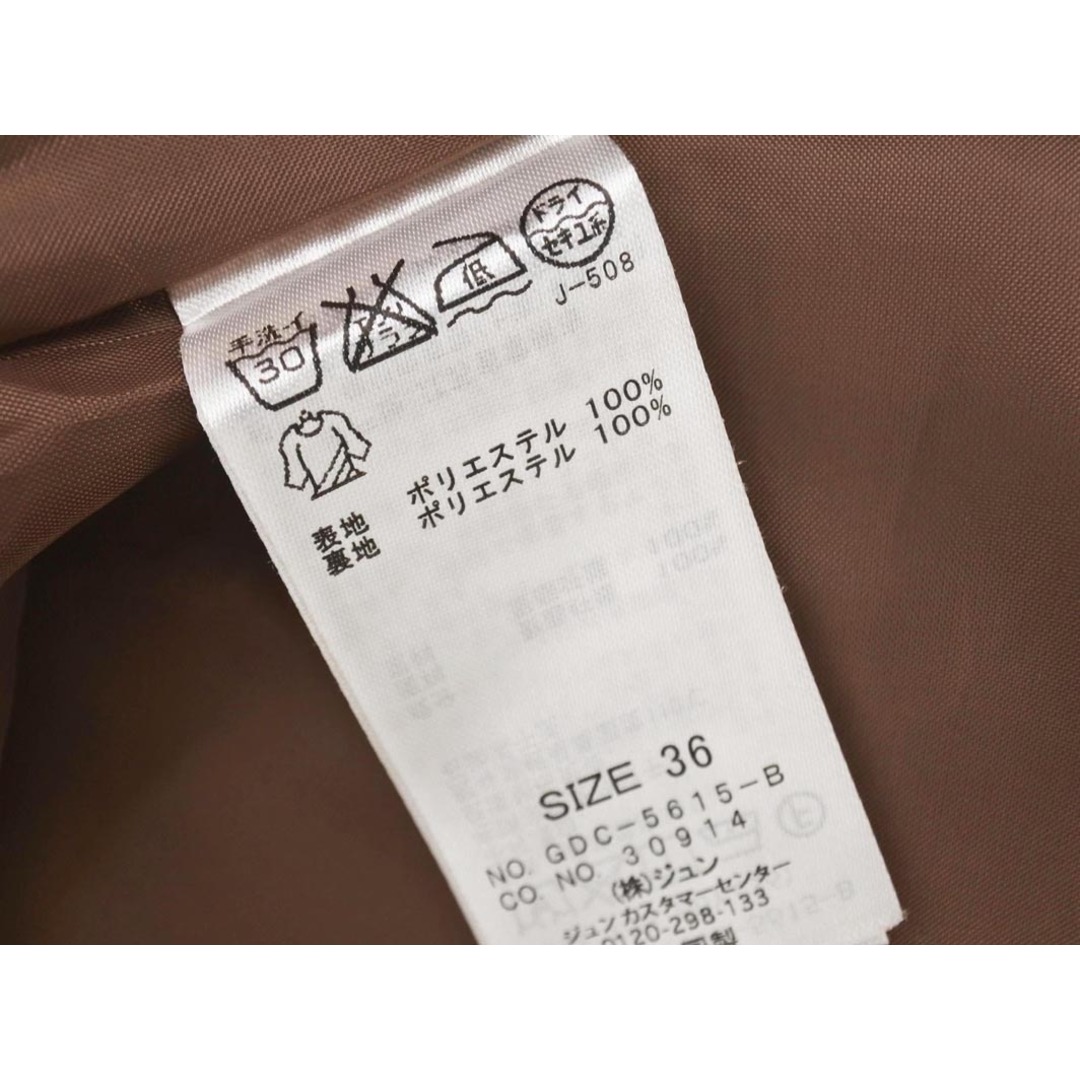 手洗イ
30
エンソ
サラシ
低
ドライ
セキユ系
J-508
表地 ポリエステル 100%
裏地 ポリエステル 100%
SIZE 36
NO. GDC-5615-B
CO. NO. 30914
(株)ジュン
ジュンカスタマーセンター
0120-298-133